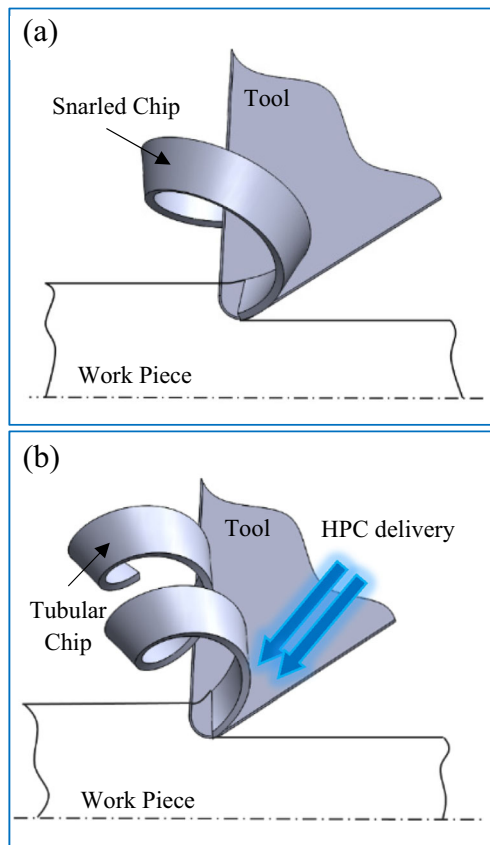 (a)
Tool
Snarled Chip
Work Piece
(b)
Tool
HPC delivery
Tubular
Chip
Work Piece